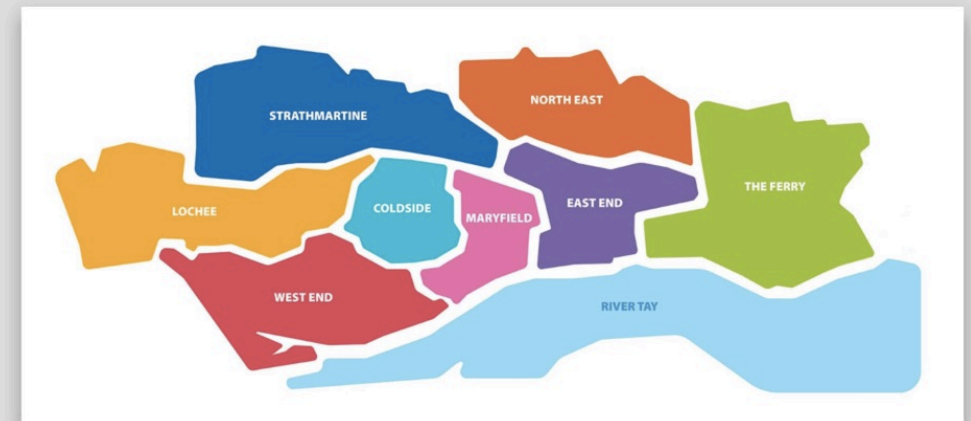 STRATHMARTINE
NORTH EAST
THE FERRY
LOCHEE
COLDSIDE
MARYFIELD
EAST END
WEST END
RIVER TAY